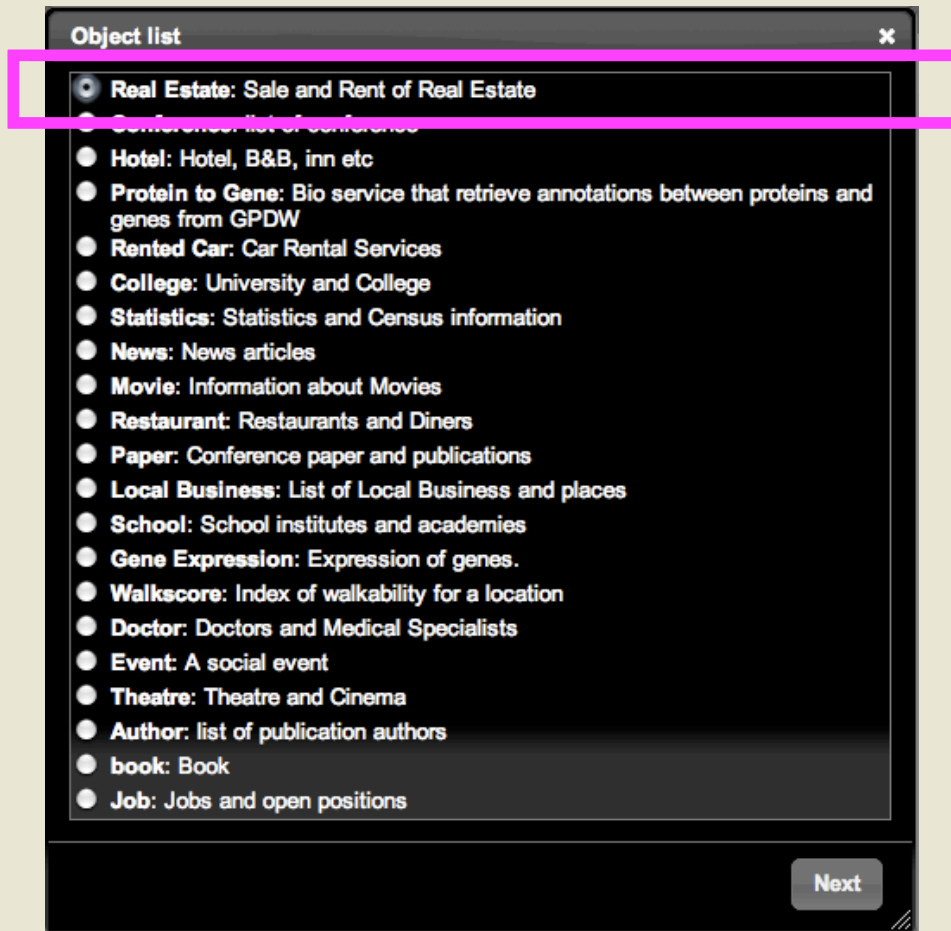 Object list
Real Estate: Sale and Rent of Real Estate
Conference: list of conference
Hotel: Hotel, B&B, inn etc
Protein to Gene: Bio service that retrieve annotations between proteins and
genes from GPDW
Rented Car: Car Rental Services
College: University and College
Statistics: Statistics and Census information
News: News articles
Movie: Information about Movies
Restaurant: Restaurants and Diners
Paper: Conference paper and publications
Local Business: List of Local Business and places
School: School institutes and academies
Gene Expression: Expression of genes.
Walkscore: Index of walkability for a location
Doctor: Doctors and Medical Specialists
Event: A social event
Theatre: Theatre and Cinema
Author: list of publication authors
book: Book
Job: Jobs and open positions
Next